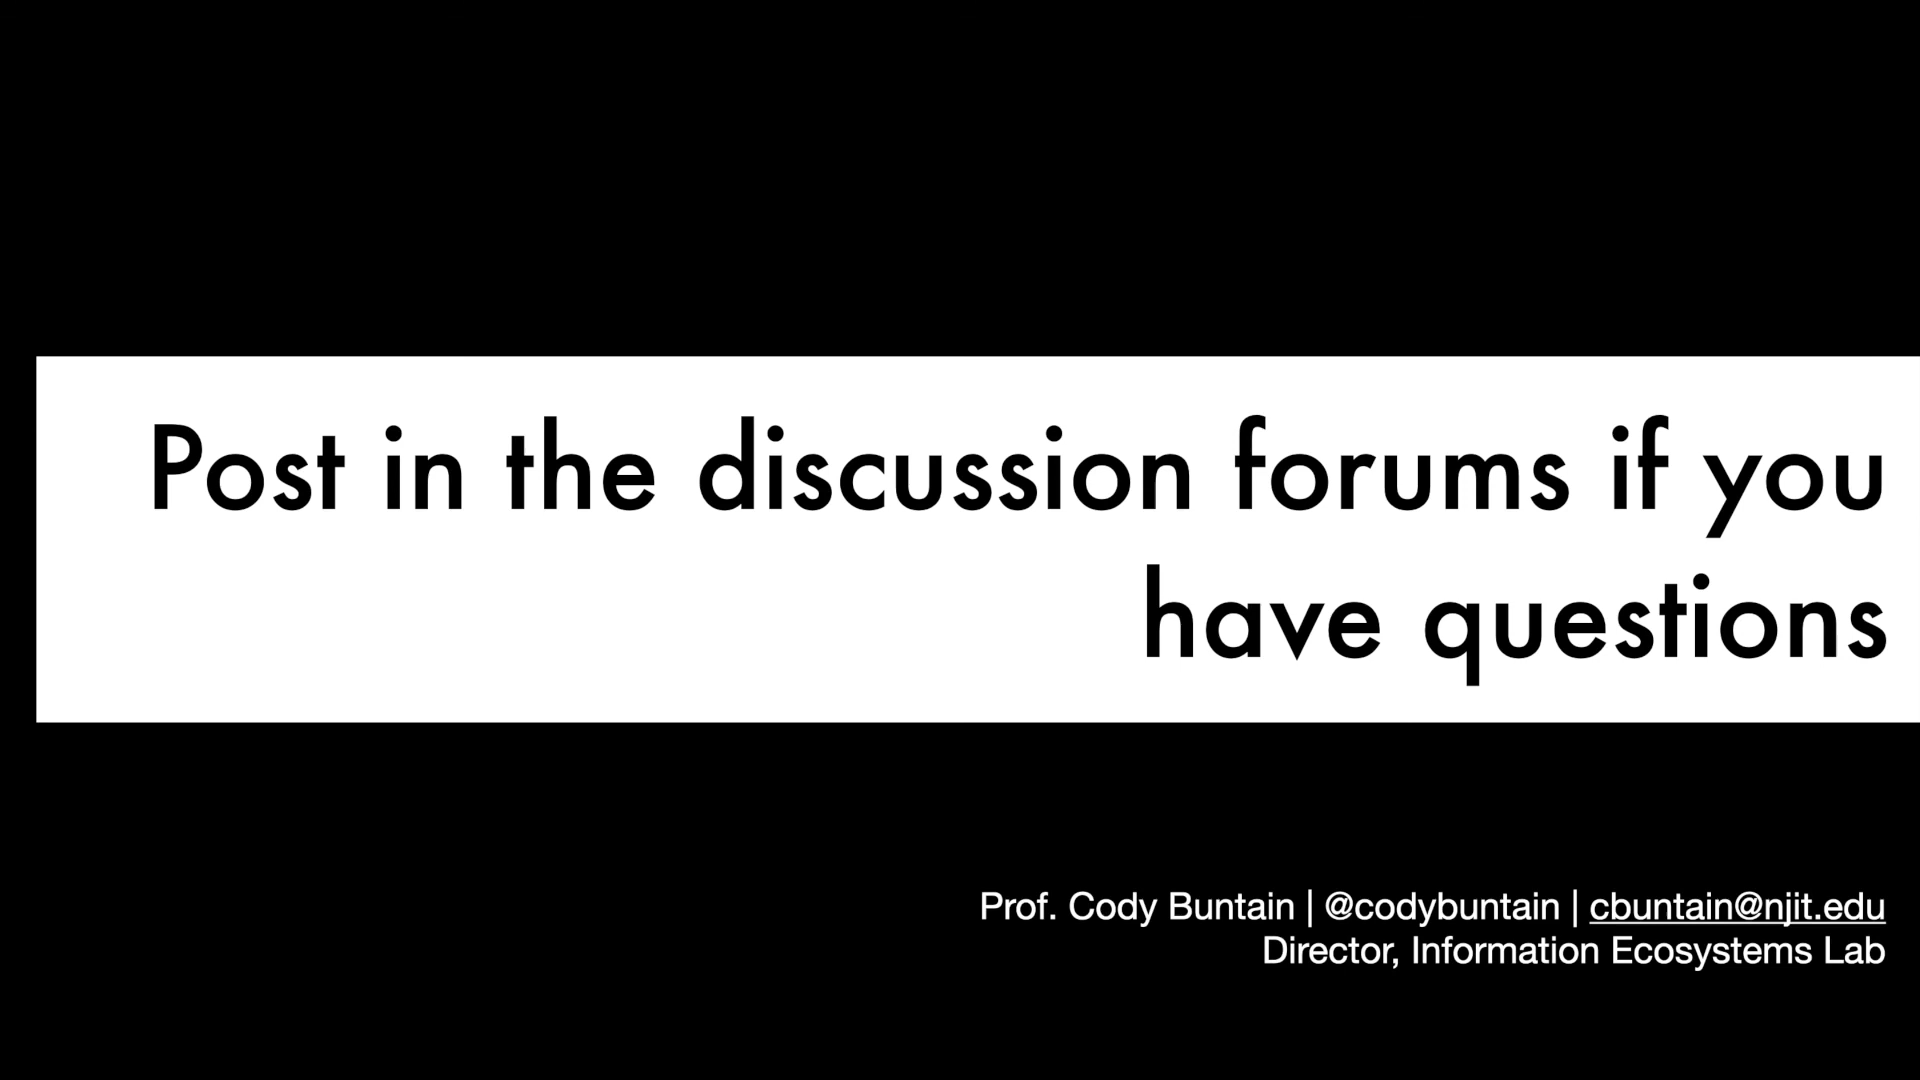 Post in the discussion forums if you
have questions
Prof. Cody Buntain | @codybuntain | cbuntain@njit.edu
Director, Information Ecosystems Lab